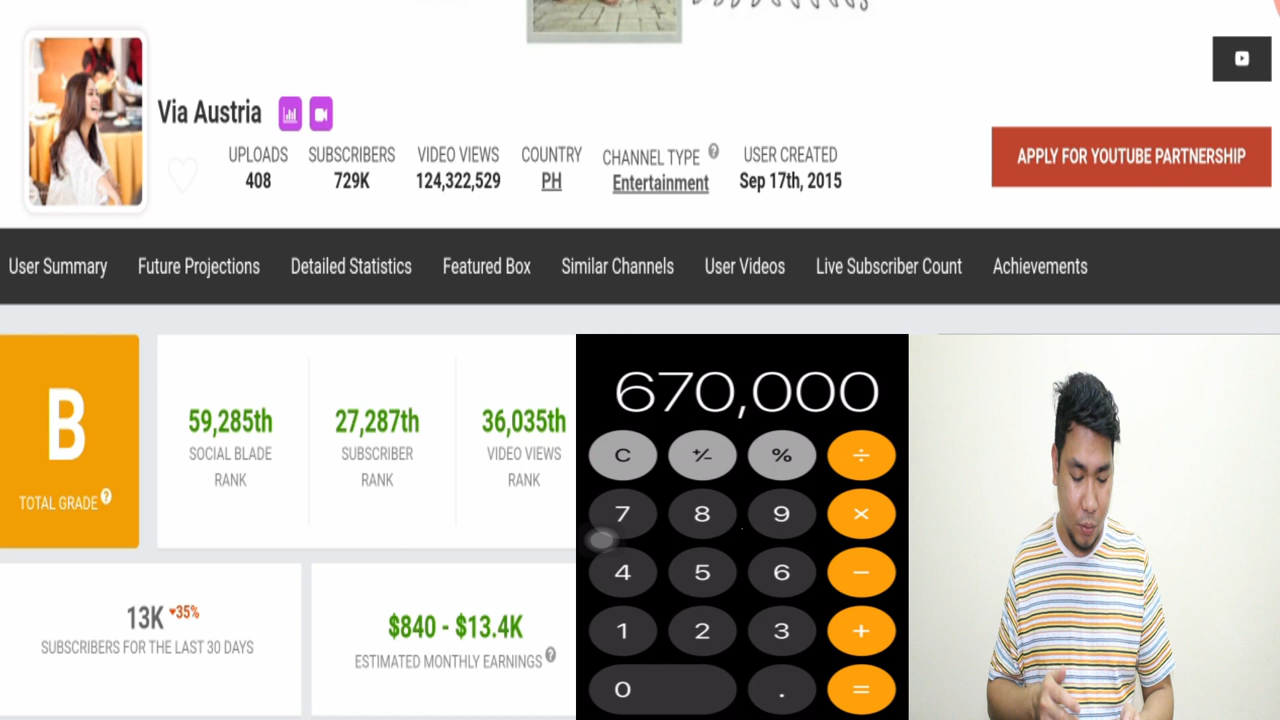 Via Austria
UPLOADS
408
SUBSCRIBERS
729K
VIDEO VIEWS
124,322,529
COUNTRY
PH
CHANNEL TYPE ?
Entertainment
USER CREATED
Sep 17th, 2015
APPLY FOR YOUTUBE PARTNERSHIP
User Summary
Future Projections
Detailed Statistics
Featured Box
Similar Channels
User Videos
Live Subscriber Count
Achievements
B
TOTAL GRADE ?
59,285th
SOCIAL BLADE
RANK
27,287th
SUBSCRIBER
RANK
36,035th
VIDEO VIEWS
RANK
13K ▾35%
SUBSCRIBERS FOR THE LAST 30 DAYS
$840 - $13.4K
ESTIMATED MONTHLY EARNINGS ?
670,000
C +/- % ÷
7 8 9 ×
4 5 6 −
1 2 3 +
0 . =